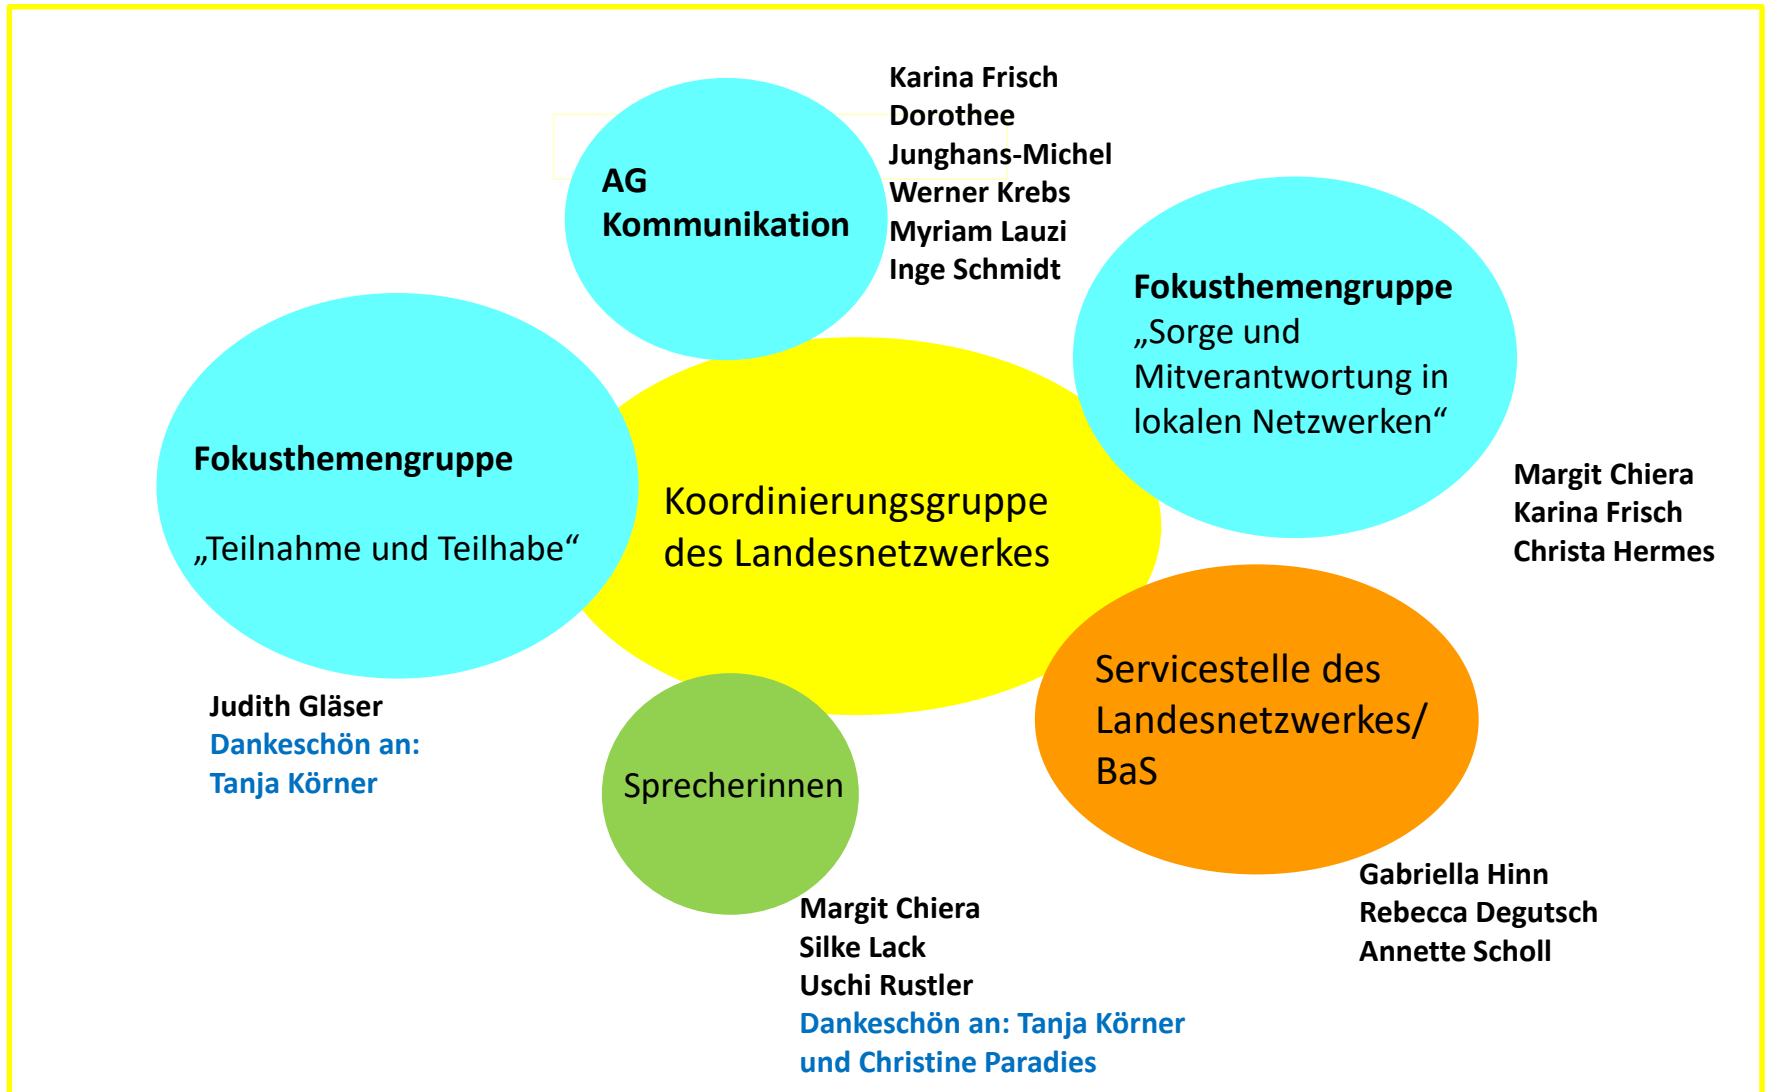 Karina Frisch
Dorothee
Junghans-Michel
Werner Krebs
Myriam Lauzi
Inge Schmidt
AG
Kommunikation
Fokusthemengruppe
„Sorge und
Mitverantwortung in
lokalen Netzwerken“
Margit Chiera
Karina Frisch
Christa Hermes
Fokusthemengruppe
„Teilnahme und Teilhabe“
Judith Gläser
Dankeschön an:
Tanja Körner
Koordinierungsgruppe
des Landesnetzwerkes
Servicestelle des
Landesnetzwerkes/
BaS
Gabriella Hinn
Rebecca Degutsch
Annette Scholl
Sprecherinnen
Margit Chiera
Silke Lack
Uschi Rustler
Dankeschön an: Tanja Körner
und Christine Paradies